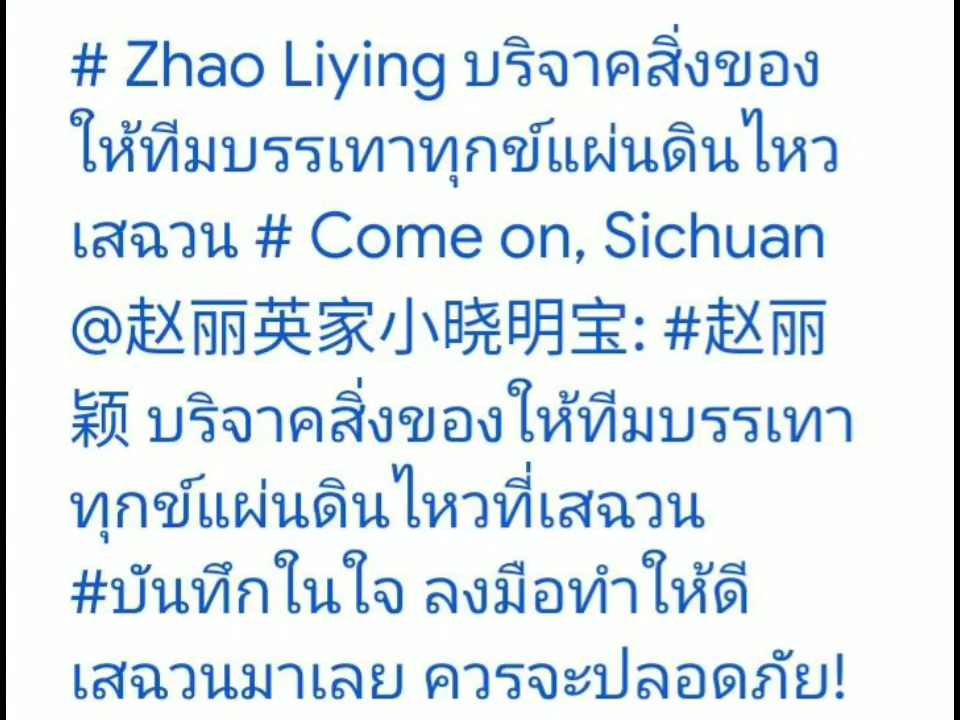 # Zhao Liying บริจาคสิ่งของ
ให้ทีมบรรเทาทุกข์แผ่นดินไหว
เสฉวน # Come on, Sichuan
@赵丽英家小晓明宝: #赵丽
颖 บริจาคสิ่งของให้ทีมบรรเทา
ทุกข์แผ่นดินไหวที่เสฉวน
#บันทึกในใจ ลงมือทำให้ดี
เสฉวนมาเลย ควรจะปลอดภัย!